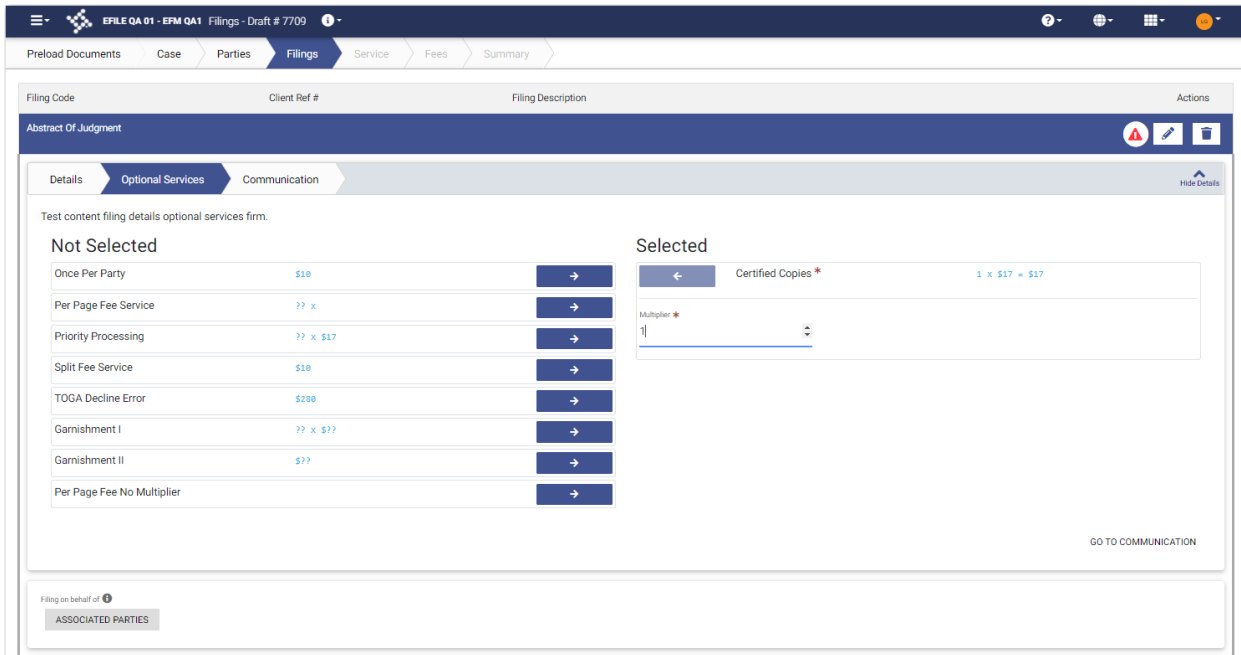 EFILE QA 01 - EFM QA1 Filings - Draft # 7709
Preload Documents Case Parties Filings Service Fees Summary
Filing Code Client Ref # Filing Description Actions
Abstract Of Judgment
Details Optional Services Communication
Hide Details
Test content filing details optional services firm.
Not Selected
Once Per Party $10
Per Page Fee Service ?? x
Priority Processing ?? x $17
Split Fee Service $10
TOGA Decline Error $280
Garnishment I ?? x $??
Garnishment II $??
Per Page Fee No Multiplier
Selected
Certified Copies * 1 x $17 = $17
Multiplier *
1
GO TO COMMUNICATION
Filing on behalf of
ASSOCIATED PARTIES